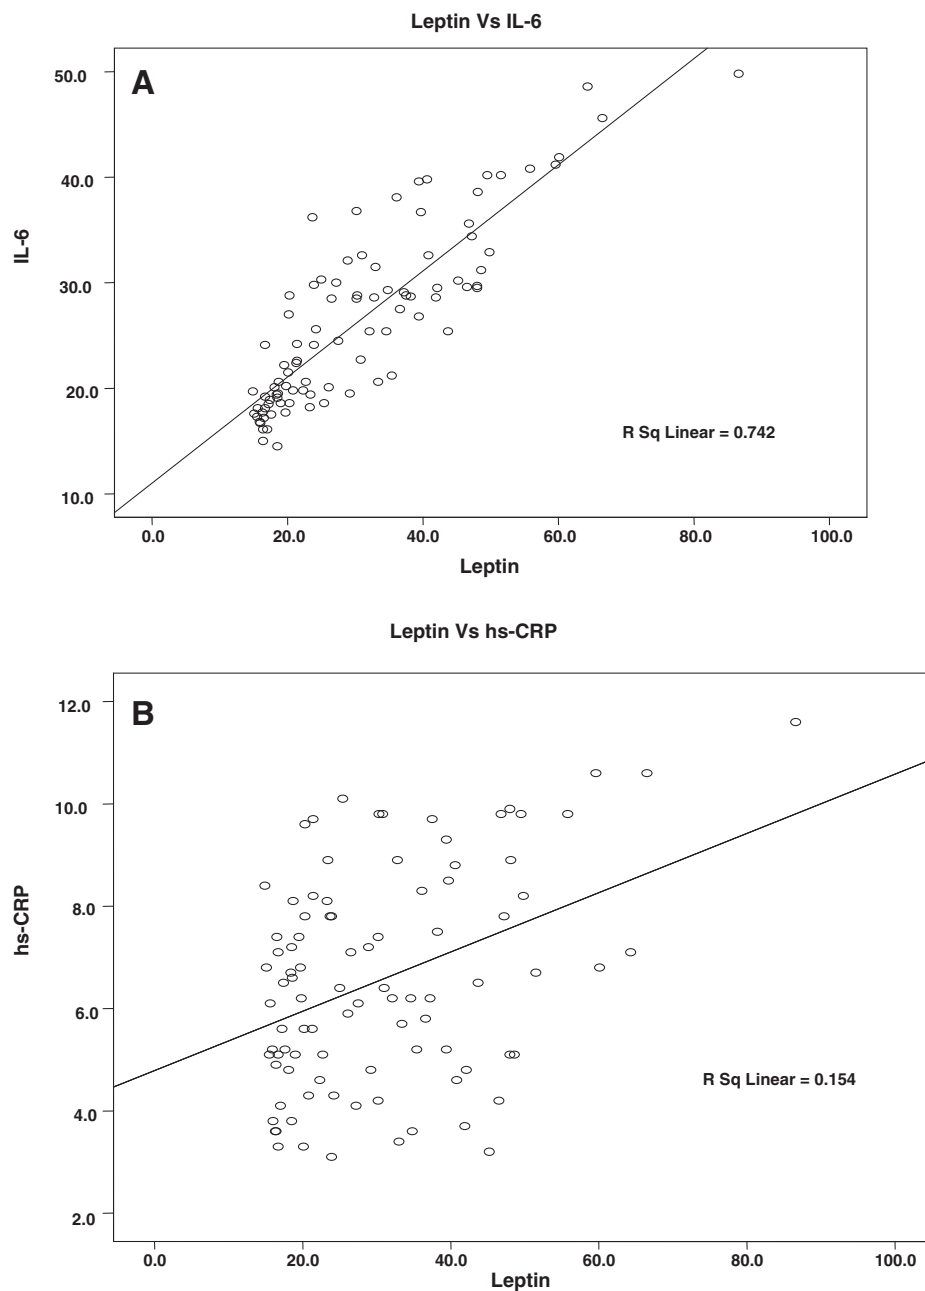 Leptin Vs IL-6
A
50.0
40.0
30.0
20.0
10.0
IL-6
R Sq Linear = 0.742
0.0 20.0 40.0 60.0 80.0 100.0
Leptin
Leptin Vs hs-CRP
B
12.0
10.0
8.0
6.0
4.0
2.0
hs-CRP
R Sq Linear = 0.154
0.0 20.0 40.0 60.0 80.0 100.0
Leptin